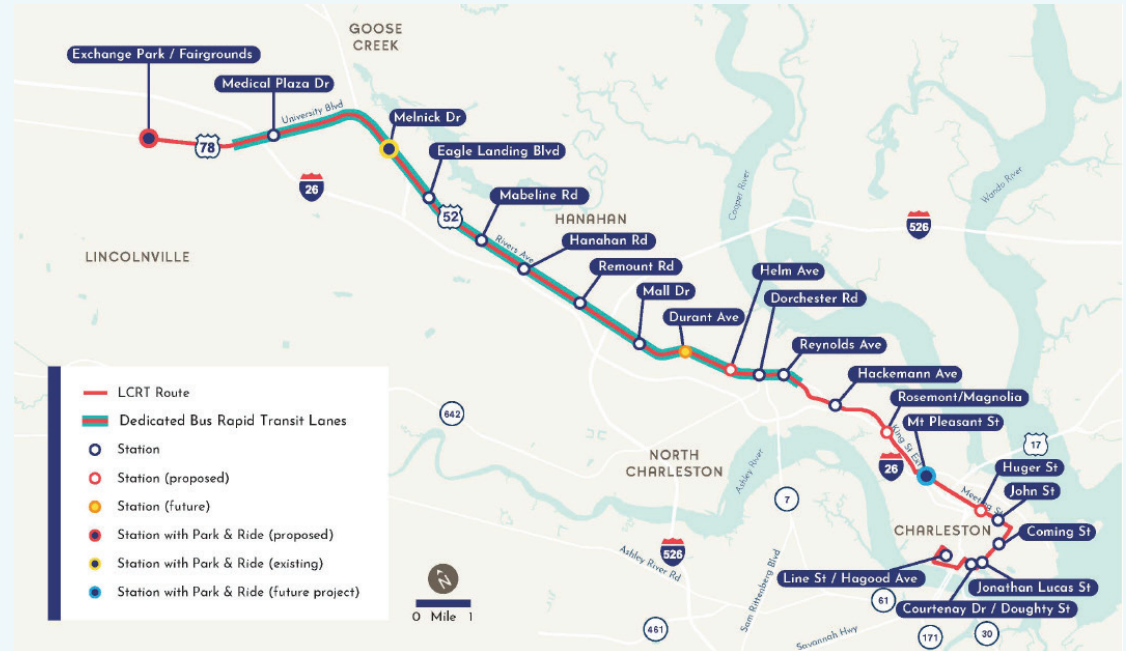 GOOSE
CREEK
Exchange Park / Fairgrounds
Medical Plaza Dr
University Blvd
Melnick Dr
78
Eagle Landing Blvd
26
52
Mabeline Rd
HANAHAN
Cooper River
Wando River
526
Rivers Ave
Hanahan Rd
LINCOLNVILLE
Remount Rd
Helm Ave
Mall Dr
Dorchester Rd
Durant Ave
Reynolds Ave
Hackemann Ave
Rosemont/Magnolia
642
Mt Pleasant St
King St Ext
17
NORTH
CHARLESTON
Ashley River
26
Huger St
Meeting St
John St
7
CHARLESTON
Coming St
526
Ashley River Rd
Sam Rittenberg Blvd
Line St / Hagood Ave
Jonathan Lucas St
61
Courtenay Dr / Doughty St
461
Savannah Hwy
171
30
LCRT Route
Dedicated Bus Rapid Transit Lanes
Station
Station (proposed)
Station (future)
Station with Park & Ride (proposed)
Station with Park & Ride (existing)
Station with Park & Ride (future project)
N
0 Mile 1